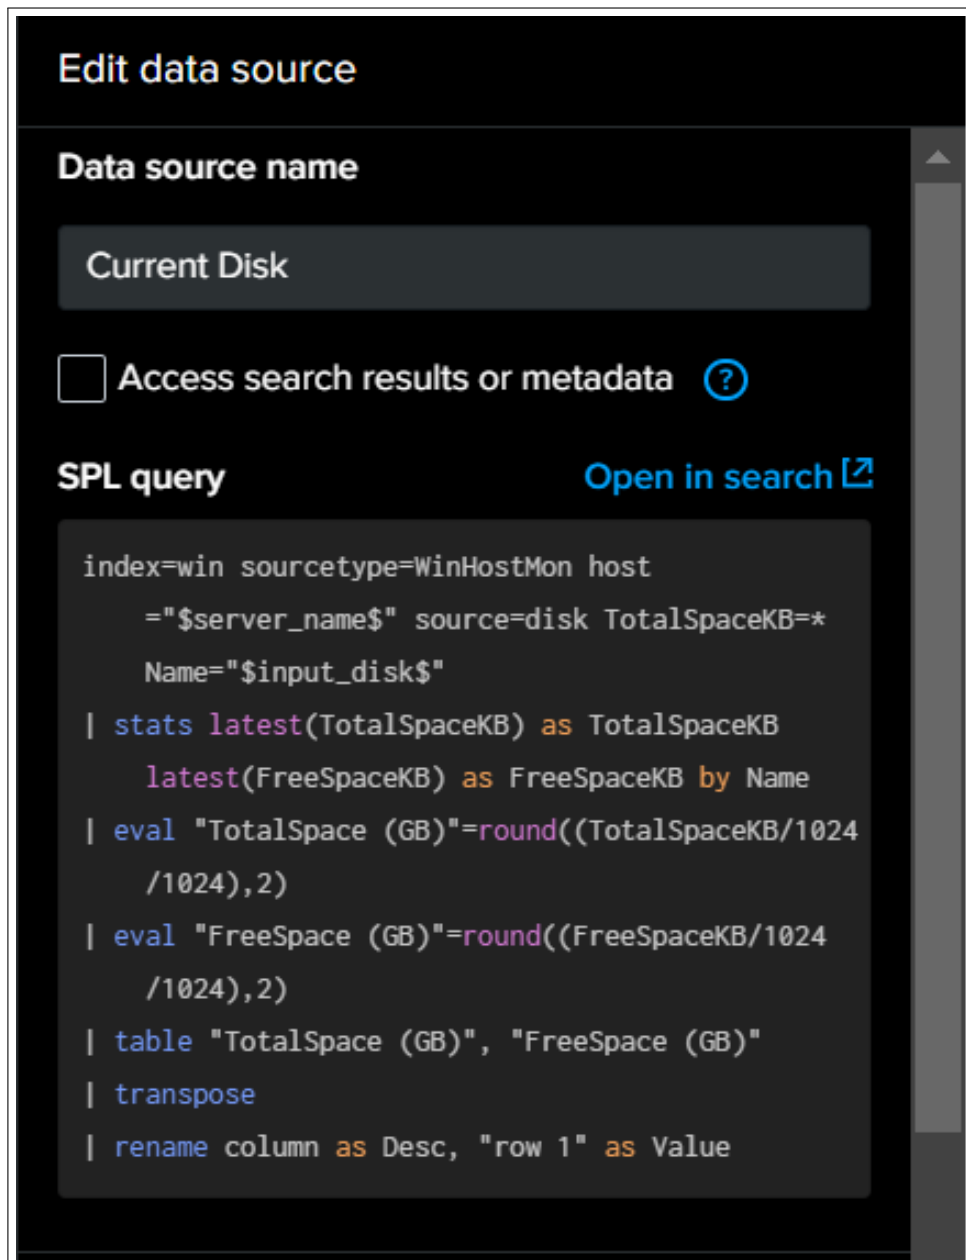 Edit data source
Data source name
Current Disk
Access search results or metadata ?
SPL query Open in search
index=win sourcetype=WinHostMon host
="$server_name$" source=disk TotalSpaceKB=*
Name="$input_disk$"
| stats latest(TotalSpaceKB) as TotalSpaceKB
latest(FreeSpaceKB) as FreeSpaceKB by Name
| eval "TotalSpace (GB)"=round((TotalSpaceKB/1024
/1024),2)
| eval "FreeSpace (GB)"=round((FreeSpaceKB/1024
/1024),2)
| table "TotalSpace (GB)", "FreeSpace (GB)"
| transpose
| rename column as Desc, "row 1" as Value